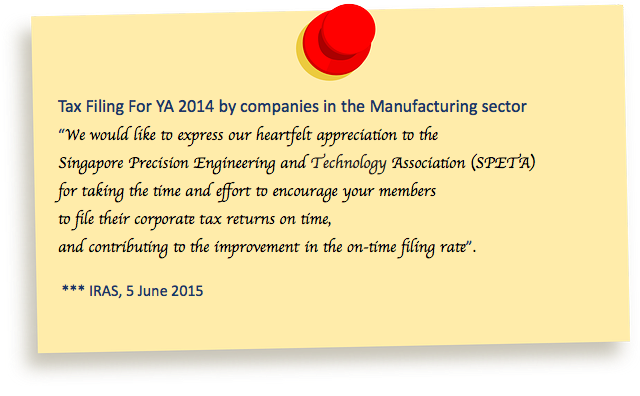 Tax Filing For YA 2014 by companies in the Manufacturing sector
“We would like to express our heartfelt appreciation to the
Singapore Precision Engineering and Technology Association (SPETA)
for taking the time and effort to encourage your members
to file their corporate tax returns on time,
and contributing to the improvement in the on-time filing rate”.
*** IRAS, 5 June 2015